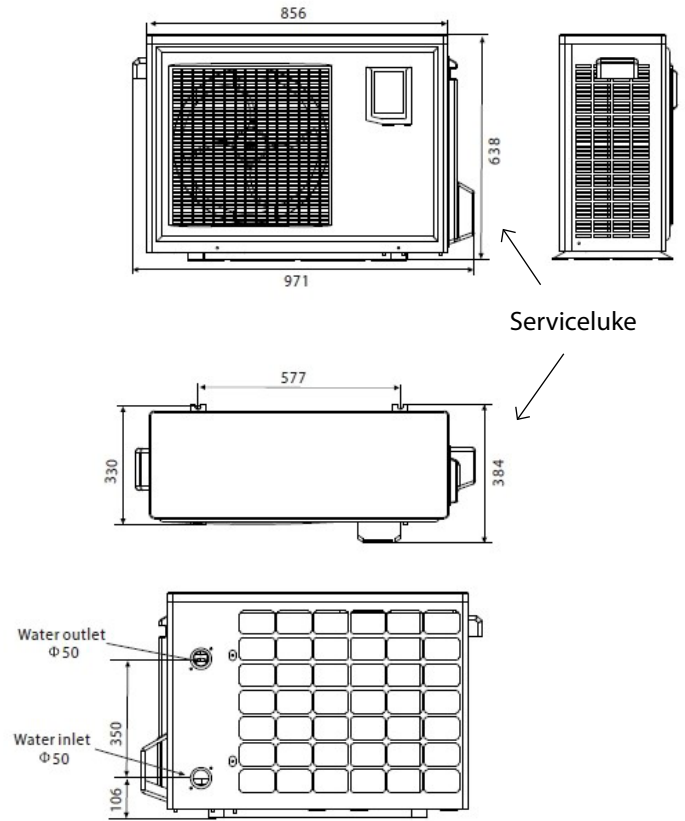 856
638
971
Serviceluke
577
330
384
Water outlet
Φ50
350
Water inlet
Φ50
106